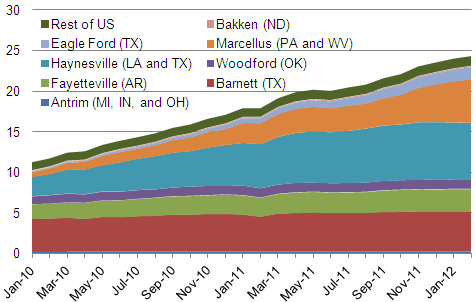 30
25
20
15
10
5
0
Rest of US
Bakken (ND)
Eagle Ford (TX)
Marcellus (PA and WV)
Haynesville (LA and TX)
Woodford (OK)
Fayetteville (AR)
Barnett (TX)
Antrim (MI, IN, and OH)
Jan-10
Mar-10
May-10
Jul-10
Sep-10
Nov-10
Jan-11
Mar-11
May-11
Jul-11
Sep-11
Nov-11
Jan-12